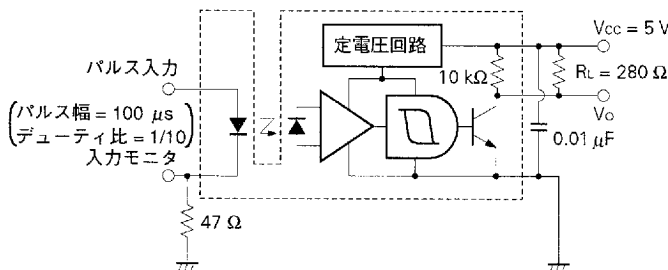 定電圧回路
VCC = 5 V
パルス入力
10 kΩ
RL = 280 Ω
(パルス幅 = 100 μs
デューティ比 = 1/10)
VO
入力モニタ
0.01 μF
47 Ω